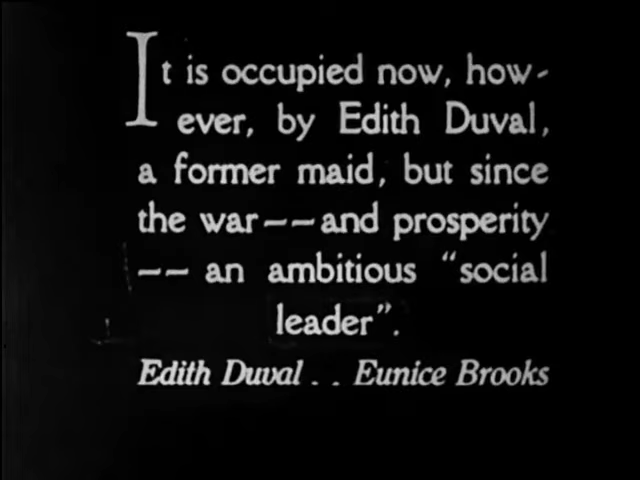 It is occupied now, how-
ever, by Edith Duval,
a former maid, but since
the war--and prosperity
-- an ambitious "social
leader".
Edith Duval . . Eunice Brooks